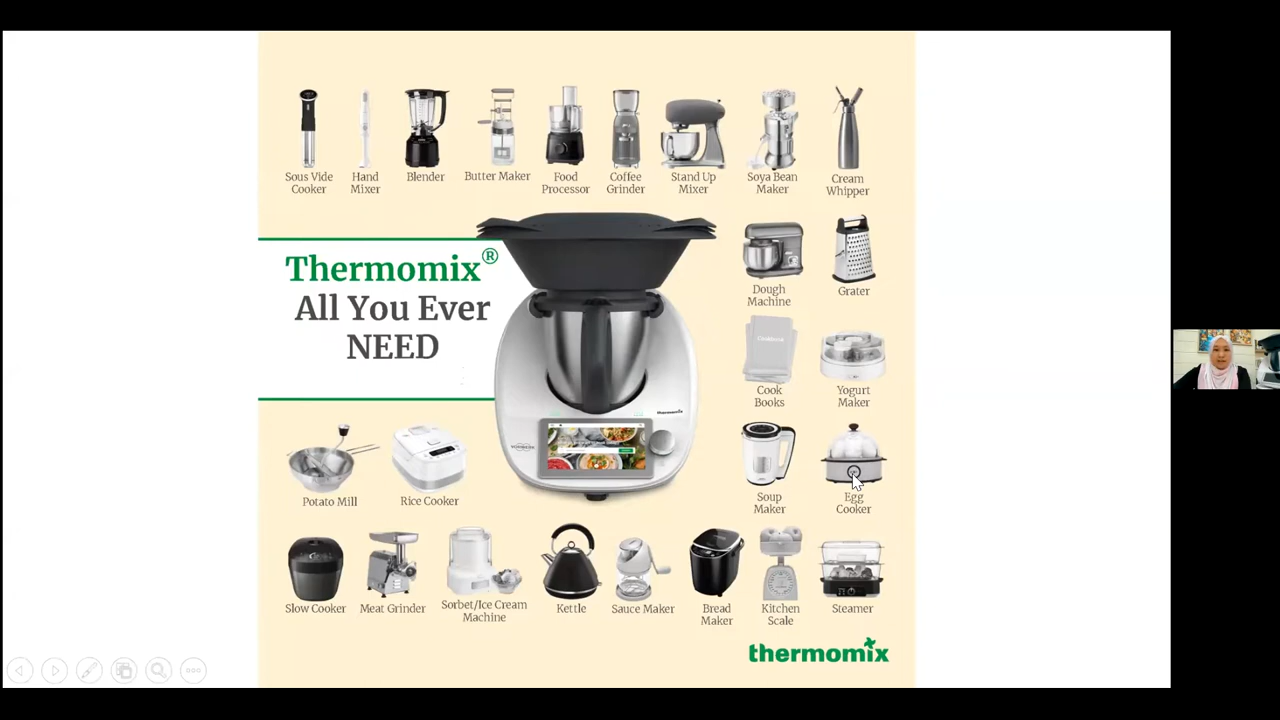 Sous Vide
Cooker
Hand
Mixer
Blender
Butter Maker
Food
Processor
Coffee
Grinder
Stand Up
Mixer
Soya Bean
Maker
Cream
Whipper
Thermomix®
All You Ever
NEED
Dough
Machine
Grater
Cookbook
Cook
Books
Yogurt
Maker
thermomix
Potato Mill
Rice Cooker
Soup
Maker
Egg
Cooker
Slow Cooker
Meat Grinder
Sorbet/Ice Cream
Machine
Kettle
Sauce Maker
Bread
Maker
Kitchen
Scale
Steamer
thermomix